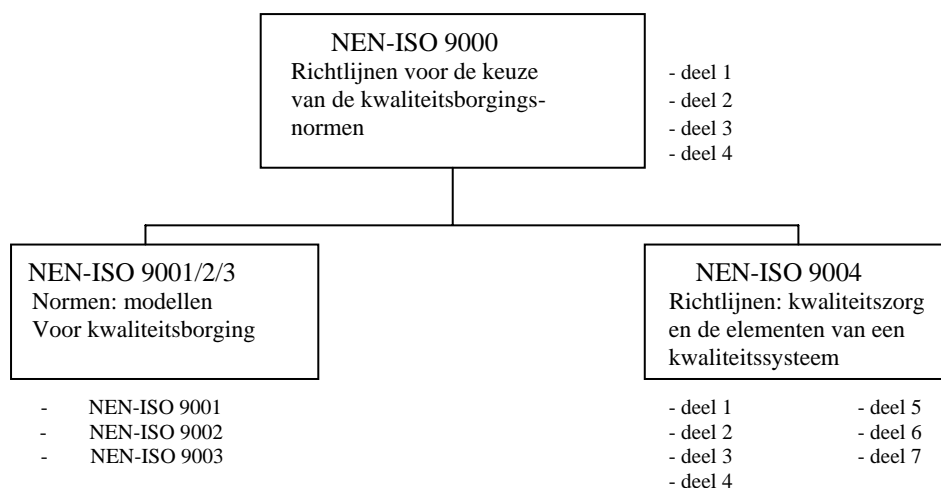 NEN-ISO 9000
Richtlijnen voor de keuze
van de kwaliteitsborgings-
normen
- deel 1
- deel 2
- deel 3
- deel 4
NEN-ISO 9001/2/3
Normen: modellen
Voor kwaliteitsborging
- NEN-ISO 9001
- NEN-ISO 9002
- NEN-ISO 9003
NEN-ISO 9004
Richtlijnen: kwaliteitszorg
en de elementen van een
kwaliteitssysteem
- deel 1
- deel 2
- deel 3
- deel 4
- deel 5
- deel 6
- deel 7